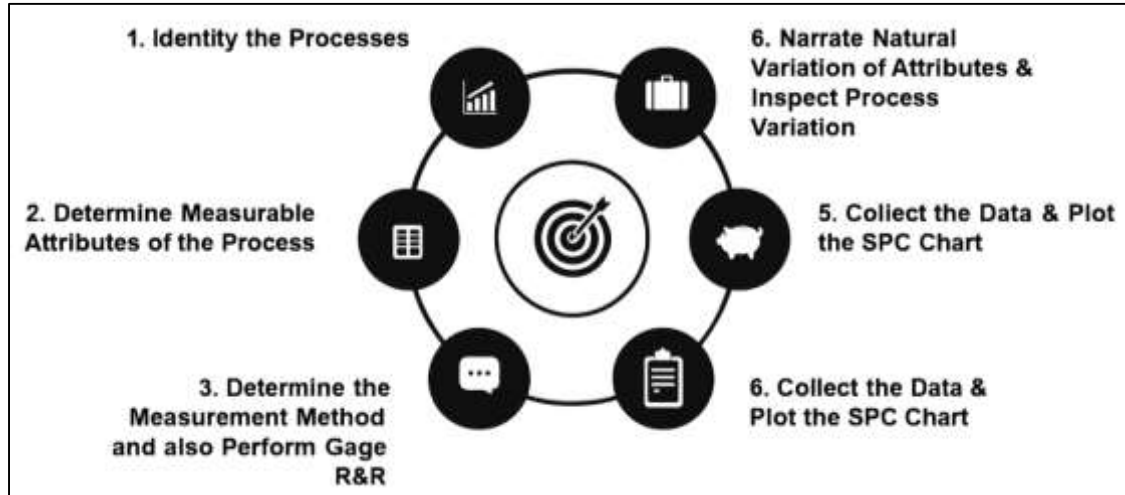 1. Identity the Processes
2. Determine Measurable
Attributes of the Process
3. Determine the
Measurement Method
and also Perform Gage
R&R
6. Collect the Data &
Plot the SPC Chart
5. Collect the Data & Plot
the SPC Chart
6. Narrate Natural
Variation of Attributes &
Inspect Process
Variation